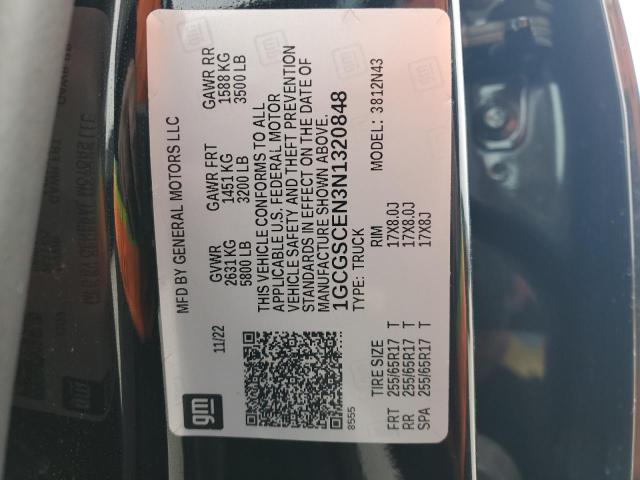 MFD BY GENERAL MOTORS LLC
11/22
GVWR GAWR FRT GAWR RR
2631 KG 1451 KG 1588 KG
5800 LB 3200 LB 3500 LB
THIS VEHICLE CONFORMS TO ALL
APPLICABLE U.S. FEDERAL MOTOR
VEHICLE SAFETY AND THEFT PREVENTION
STANDARDS IN EFFECT ON THE DATE OF
MANUFACTURE SHOWN ABOVE.
1GCGSCEN3N1320848
TYPE: TRUCK MODEL: 3812N43
gm
8555
TIRE SIZE RIM
FRT 255/65R17 T 17X8.0J
RR 255/65R17 T 17X8.0J
SPA 255/65R17 T 17X8J